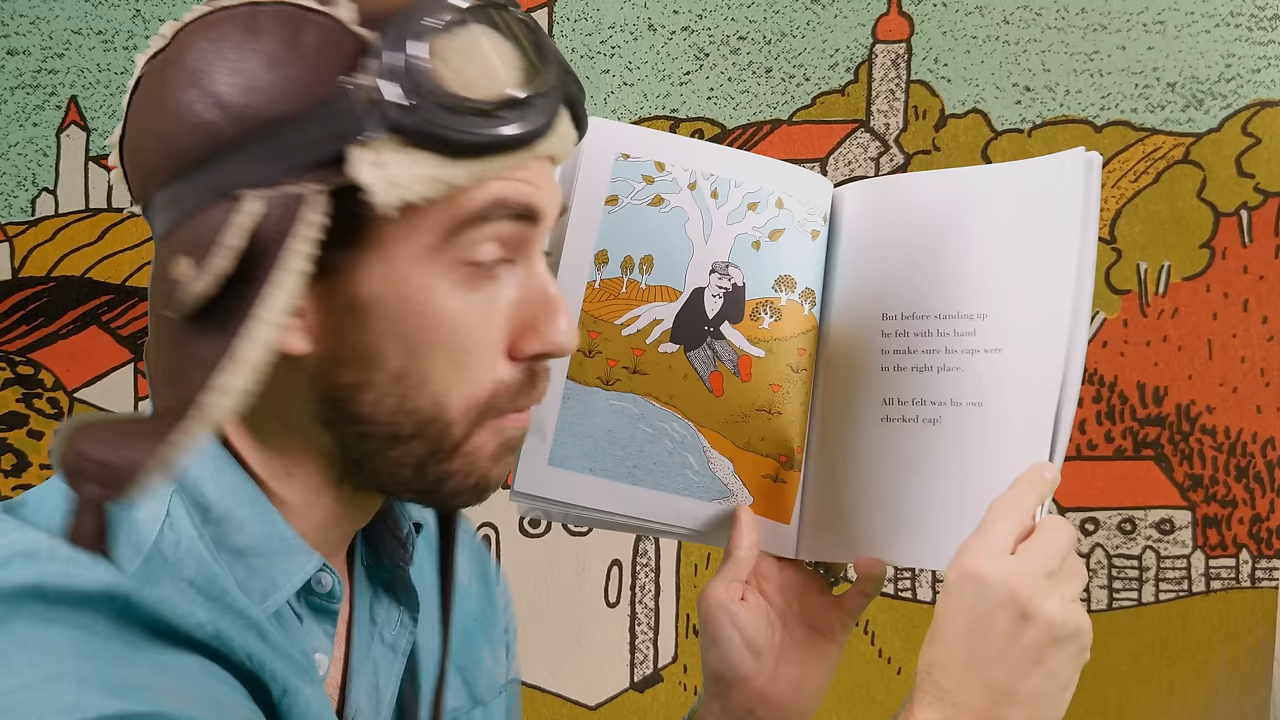 But before standing up
he felt with his hand
to make sure his caps were
in the right place.
All he felt was his own
checked cap!